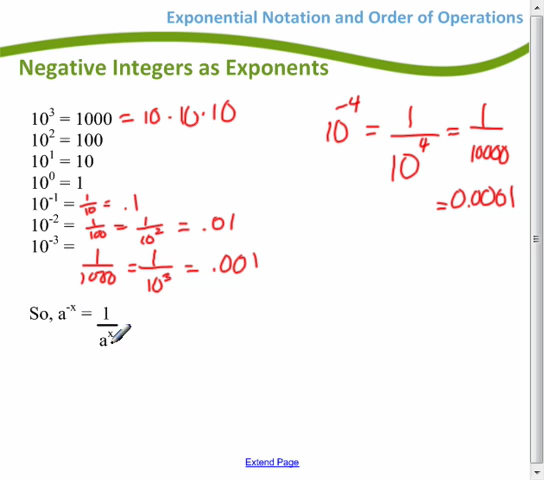 Exponential Notation and Order of Operations
Negative Integers as Exponents
10³ = 1000 = 10 · 10 · 10
10² = 100
10¹ = 10
10⁰ = 1
10⁻¹ = 1/10 = .1
10⁻² = 1/100 = 1/10² = .01
10⁻³ =
1/1000 = 1/10³ = .001
So, a⁻ˣ = 1/aˣ
10⁻⁴ = 1/10⁴ = 1/10000
= 0.0001
Extend Page